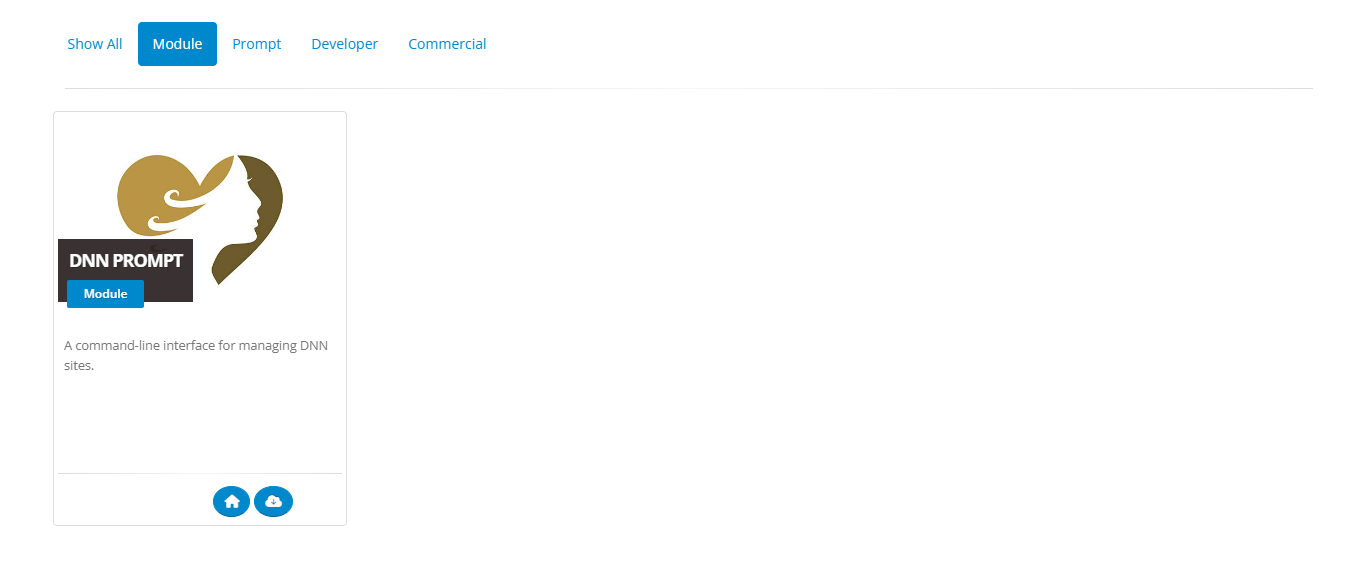 Show All Module Prompt Developer Commercial
DNN PROMPT
Module
A command-line interface for managing DNN
sites.